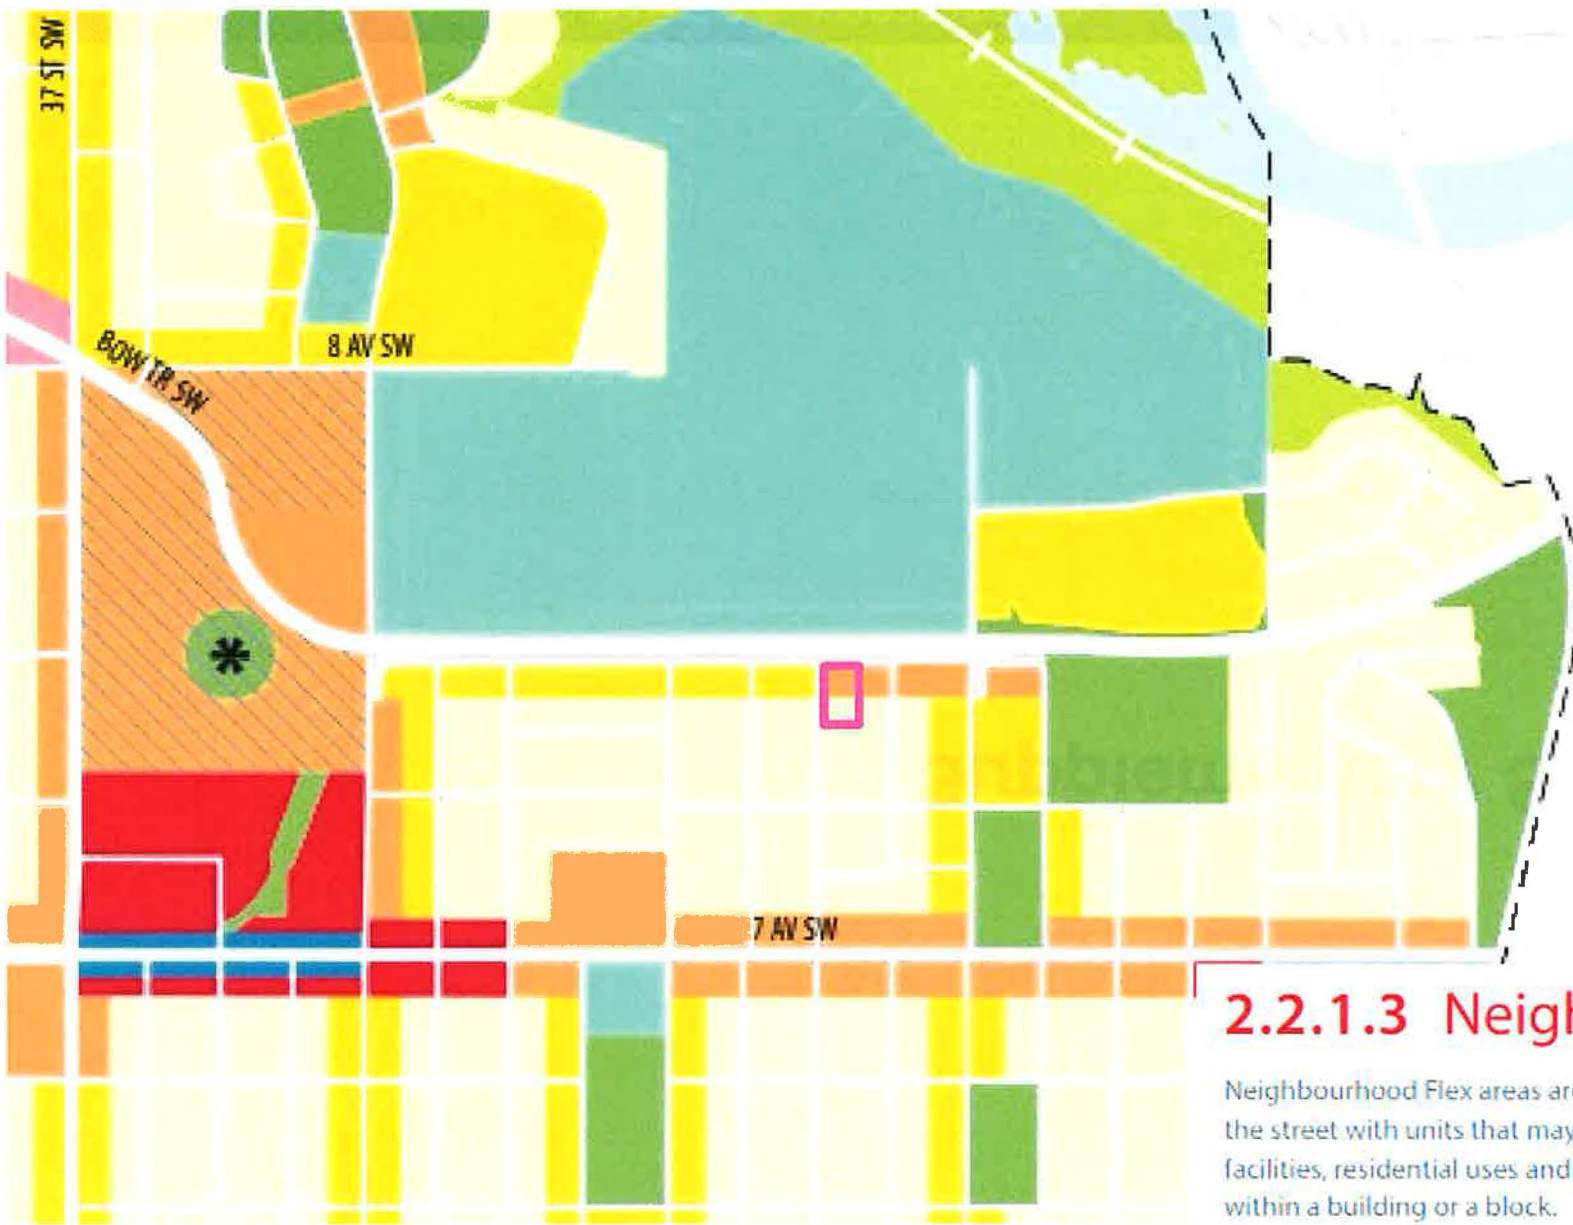 37 ST SW
8 AV SW
BOW TR SW
*
7 AV SW
2.2.1.3 Neigh
Neighbourhood Flex areas are
the street with units that may
facilities, residential uses and
within a building or a block.